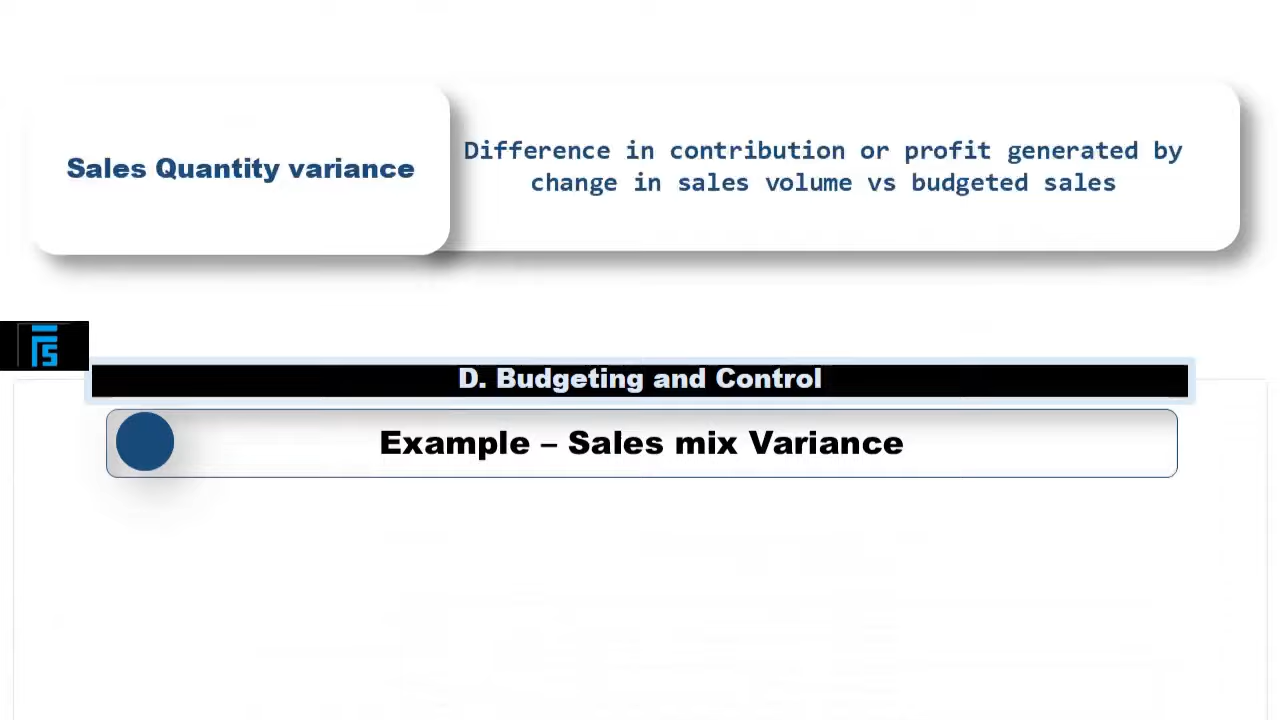 Sales Quantity variance
Difference in contribution or profit generated by
change in sales volume vs budgeted sales
D. Budgeting and Control
Example – Sales mix Variance